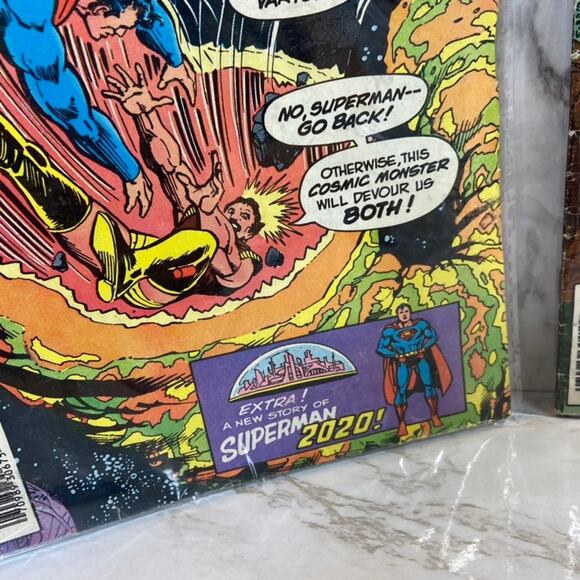 NO, SUPERMAN--
GO BACK!
OTHERWISE, THIS
COSMIC MONSTER
WILL DEVOUR US
BOTH!
EXTRA!
A NEW STORY OF
SUPERMAN
2020!